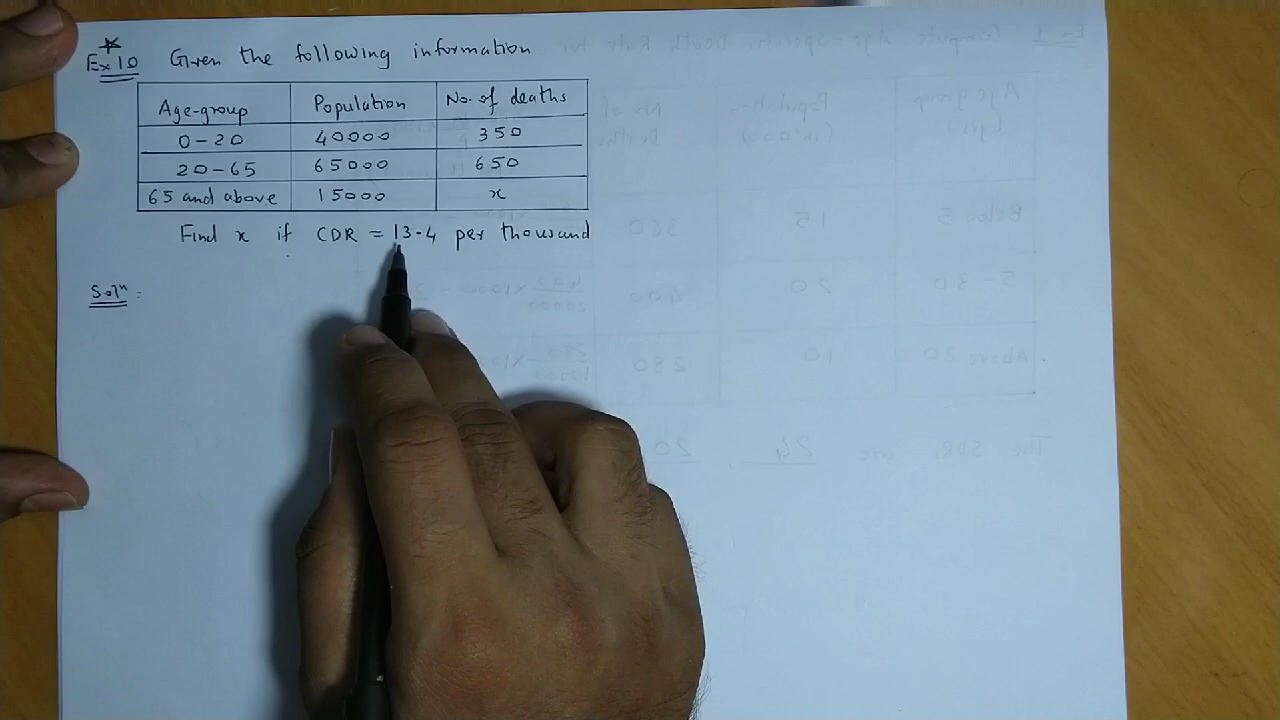 Ex 10 Given the following information
Age-group Population No. of deaths
0-20 40000 350
20-65 65000 650
65 and above 15000 x
Find x if CDR = 13.4 per thousand
Solⁿ :